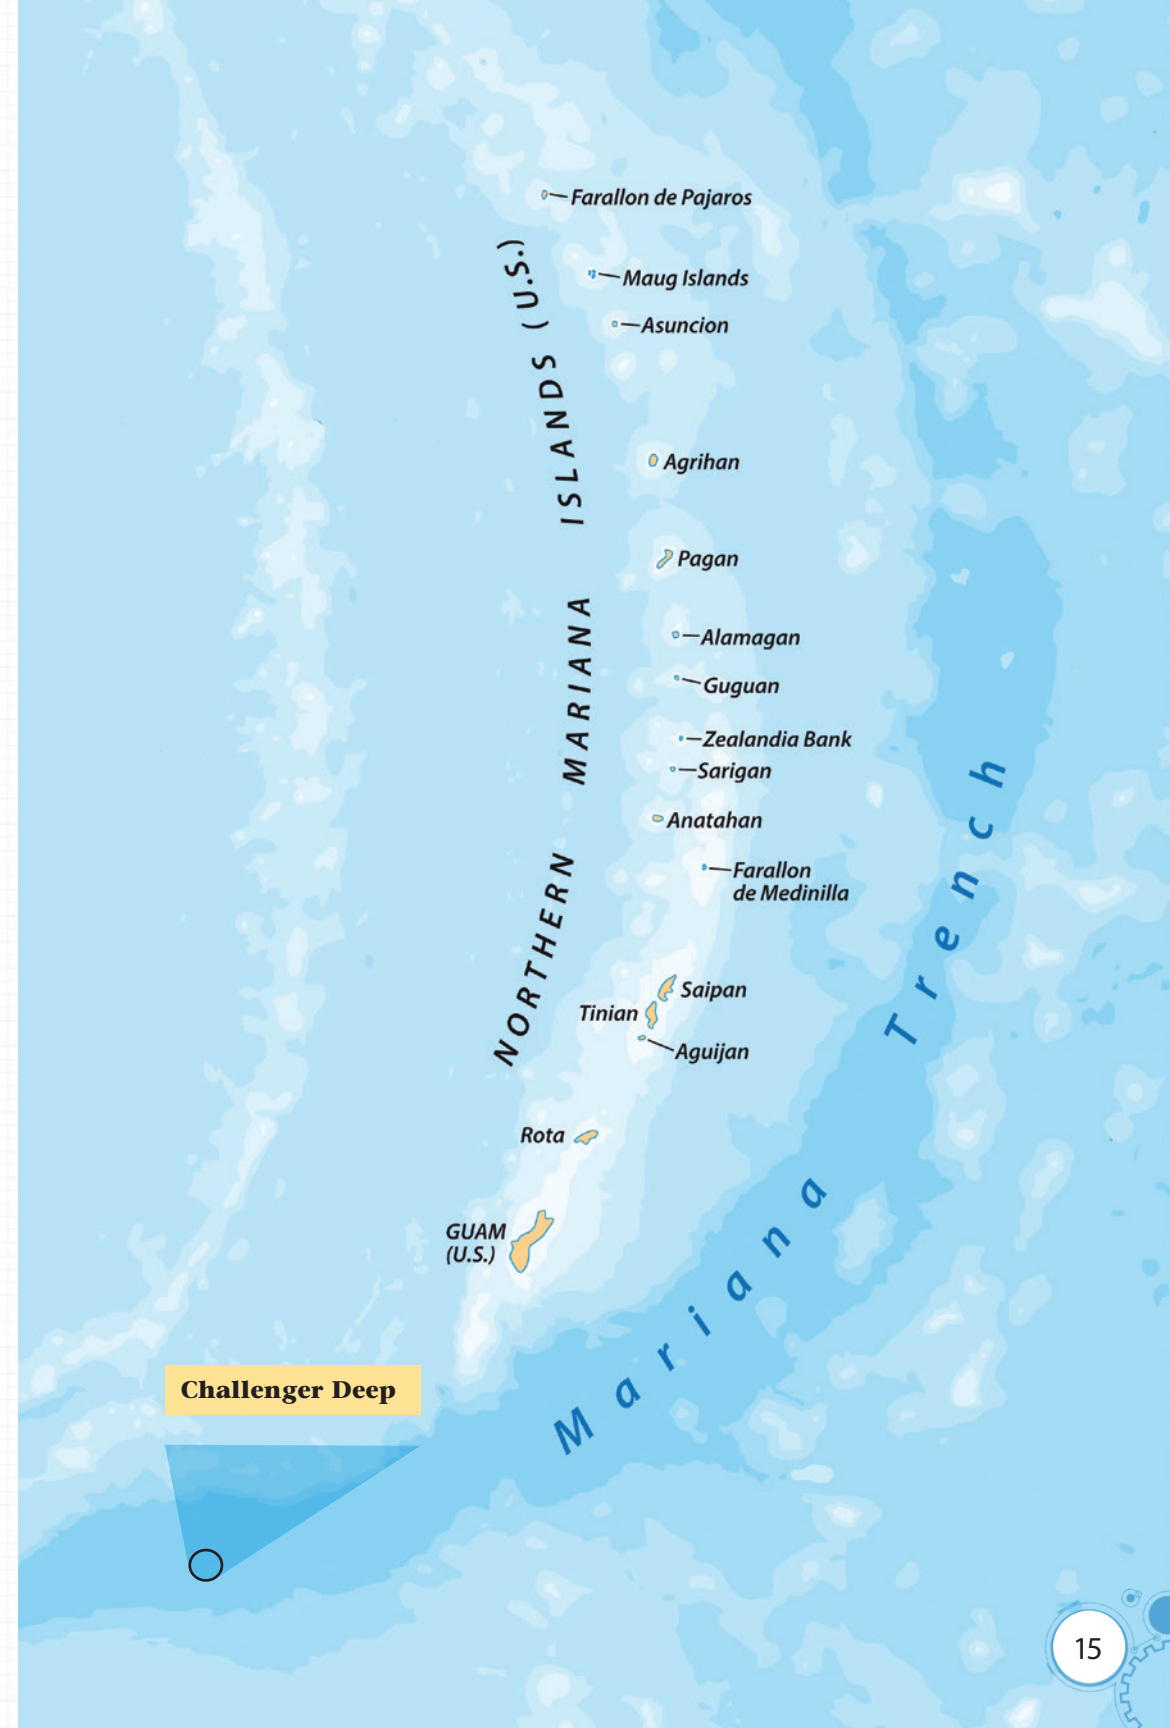 Farallon de Pajaros
Maug Islands
Asuncion
Agrihan
Pagan
Alamagan
Guguan
Zealandia Bank
Sarigan
Anatahan
Farallon
de Medinilla
NORTHERN MARIANA ISLANDS (U.S.)
Saipan
Tinian
Aguijan
Rota
GUAM
(U.S.)
Mariana Trench
Challenger Deep
15